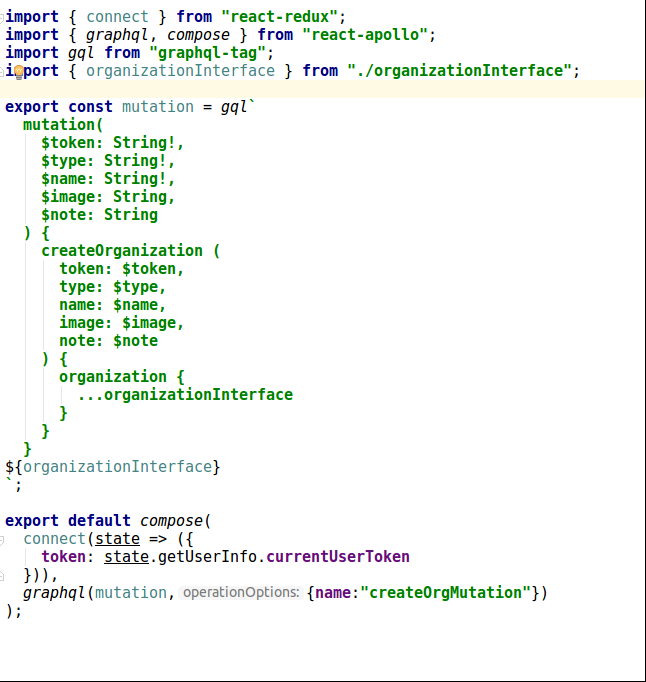 import { connect } from "react-redux";
import { graphql, compose } from "react-apollo";
import gql from "graphql-tag";
import { organizationInterface } from "./organizationInterface";
export const mutation = gql`
  mutation(
    $token: String!,
    $type: String!,
    $name: String!,
    $image: String,
    $note: String
  ) {
    createOrganization (
      token: $token,
      type: $type,
      name: $name,
      image: $image,
      note: $note
    ) {
      organization {
        ...organizationInterface
      }
    }
  }
${organizationInterface}
`;
export default compose(
  connect(state => ({
    token: state.getUserInfo.currentUserToken
  })),
  graphql(mutation, operationOptions: {name:"createOrgMutation"})
);